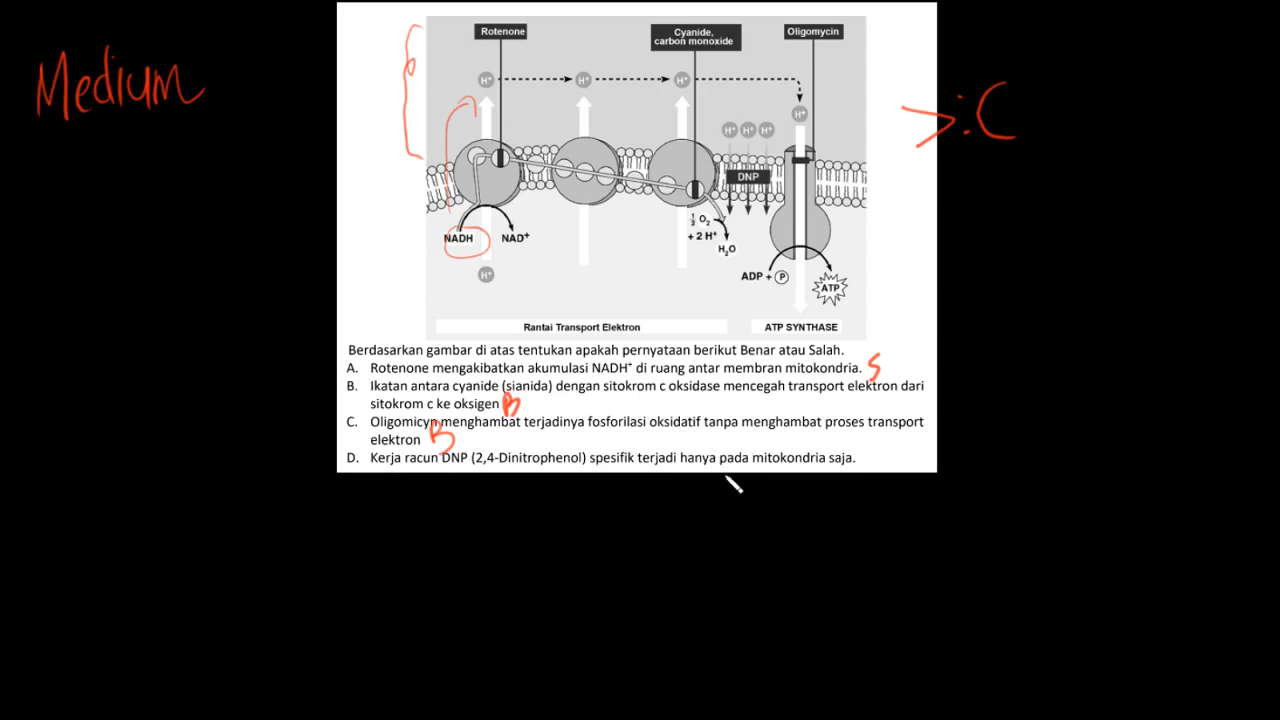 Medium
Rotenone
Cyanide,
carbon monoxide
Oligomycin
>:C
H⁺ H⁺ H⁺
H⁺
H⁺ H⁺ H⁺
DNP
½ O₂
+ 2 H⁺
H₂O
NADH NAD⁺
H⁺
ADP + P
ATP
Rantai Transport Elektron
ATP SYNTHASE
Berdasarkan gambar di atas tentukan apakah pernyataan berikut Benar atau Salah.
A. Rotenone mengakibatkan akumulasi NADH⁺ di ruang antar membran mitokondria. S
B. Ikatan antara cyanide (sianida) dengan sitokrom c oksidase mencegah transport elektron dari
sitokrom c ke oksigen B
C. Oligomicyn menghambat terjadinya fosforilasi oksidatif tanpa menghambat proses transport
elektron B
D. Kerja racun DNP (2,4-Dinitrophenol) spesifik terjadi hanya pada mitokondria saja.